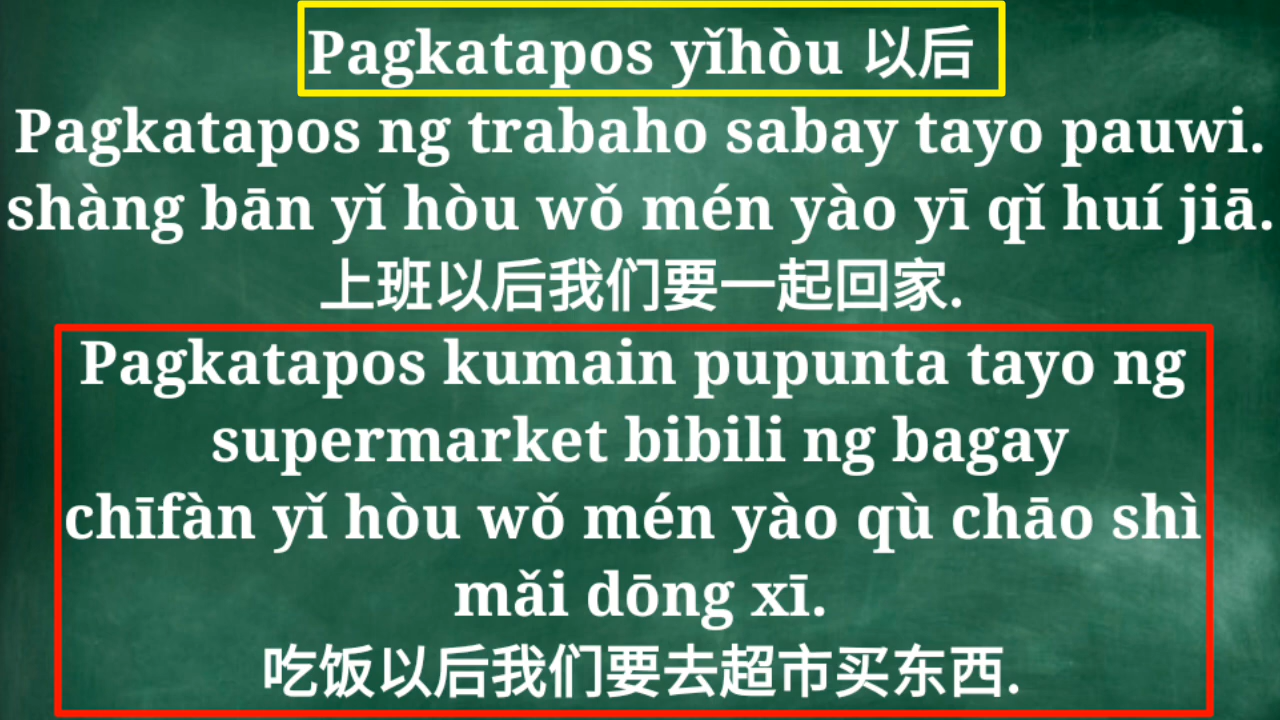 Pagkatapos yǐhòu 以后
Pagkatapos ng trabaho sabay tayo pauwi.
shàng bān yǐ hòu wǒ mén yào yī qǐ huí jiā.
上班以后我们要一起回家.
Pagkatapos kumain pupunta tayo ng
supermarket bibili ng bagay
chīfàn yǐ hòu wǒ mén yào qù chāo shì
mǎi dōng xī.
吃饭以后我们要去超市买东西.